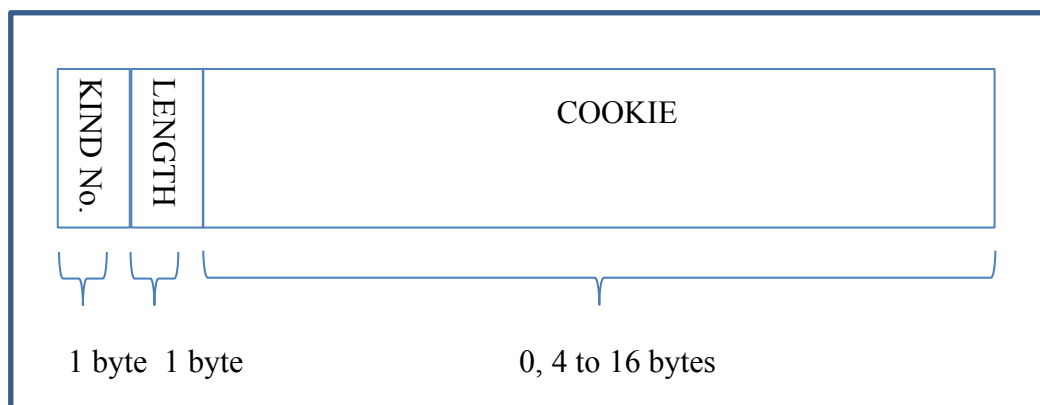 KIND No.
LENGTH
COOKIE
1 byte 1 byte 0, 4 to 16 bytes